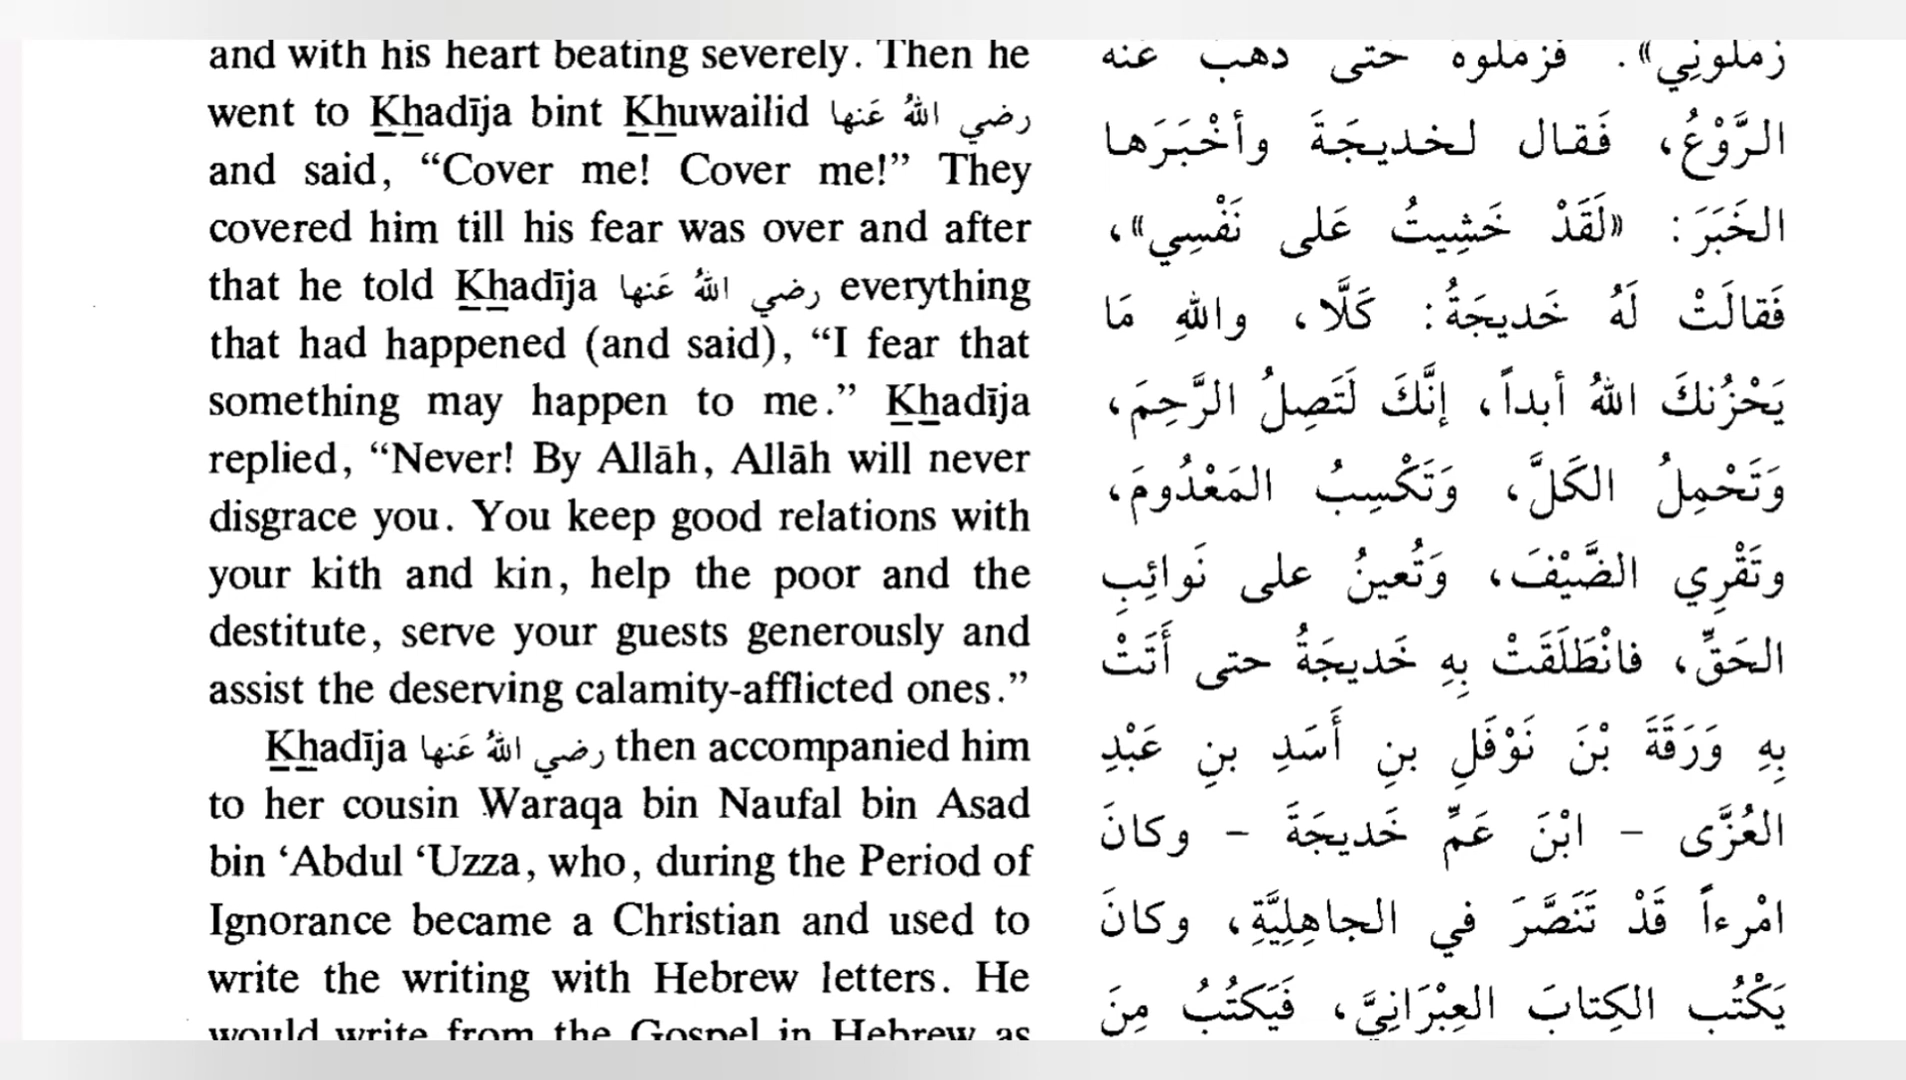 and with his heart beating severely. Then he
went to Khadīja bint Khuwailid رضي اللهُ عَنها
and said, “Cover me! Cover me!” They
covered him till his fear was over and after
that he told Khadīja رضي اللهُ عَنها everything
that had happened (and said), “I fear that
something may happen to me.” Khadīja
replied, “Never! By Allāh, Allāh will never
disgrace you. You keep good relations with
your kith and kin, help the poor and the
destitute, serve your guests generously and
assist the deserving calamity-afflicted ones.”
Khadīja رضي اللهُ عَنها then accompanied him
to her cousin Waraqa bin Naufal bin Asad
bin ‘Abdul ‘Uzza, who, during the Period of
Ignorance became a Christian and used to
write the writing with Hebrew letters. He
would write from the Gospel in Hebrew as
زَمِّلُونِي». فَزَمَّلُوهُ حَتَّى ذَهَبَ عَنْهُ
الرَّوْعُ، فَقال لخديجَةَ وأخْبَرَها
الخَبَرَ: «لَقَدْ خَشِيتُ عَلى نَفْسِي»،
فَقالَتْ لَهُ خَديجَةُ: كَلَّا، واللهِ مَا
يَحْزُنكَ اللهُ أبداً، إنَّكَ لَتَصِلُ الرَّحِمَ،
وَتَحْمِلُ الكَلَّ، وَتَكْسِبُ المَعْدُومَ،
وتَقْرِي الضَّيْفَ، وَتُعينُ على نَوائِبِ
الحَقِّ، فانْطَلَقَتْ بِهِ خَديجَةُ حتى أَتَتْ
بِهِ وَرَقَةَ بْنَ نَوْفَلِ بنِ أَسَدِ بنِ عَبْدِ
العُزَّى – ابْنَ عَمِّ خَديجَةَ – وكانَ
امْرءاً قَدْ تَنَصَّرَ في الجاهِلِيَّةِ، وكانَ
يَكْتُب الكِتابَ العِبْرَانِيَّ، فَيَكتُبُ مِنَ